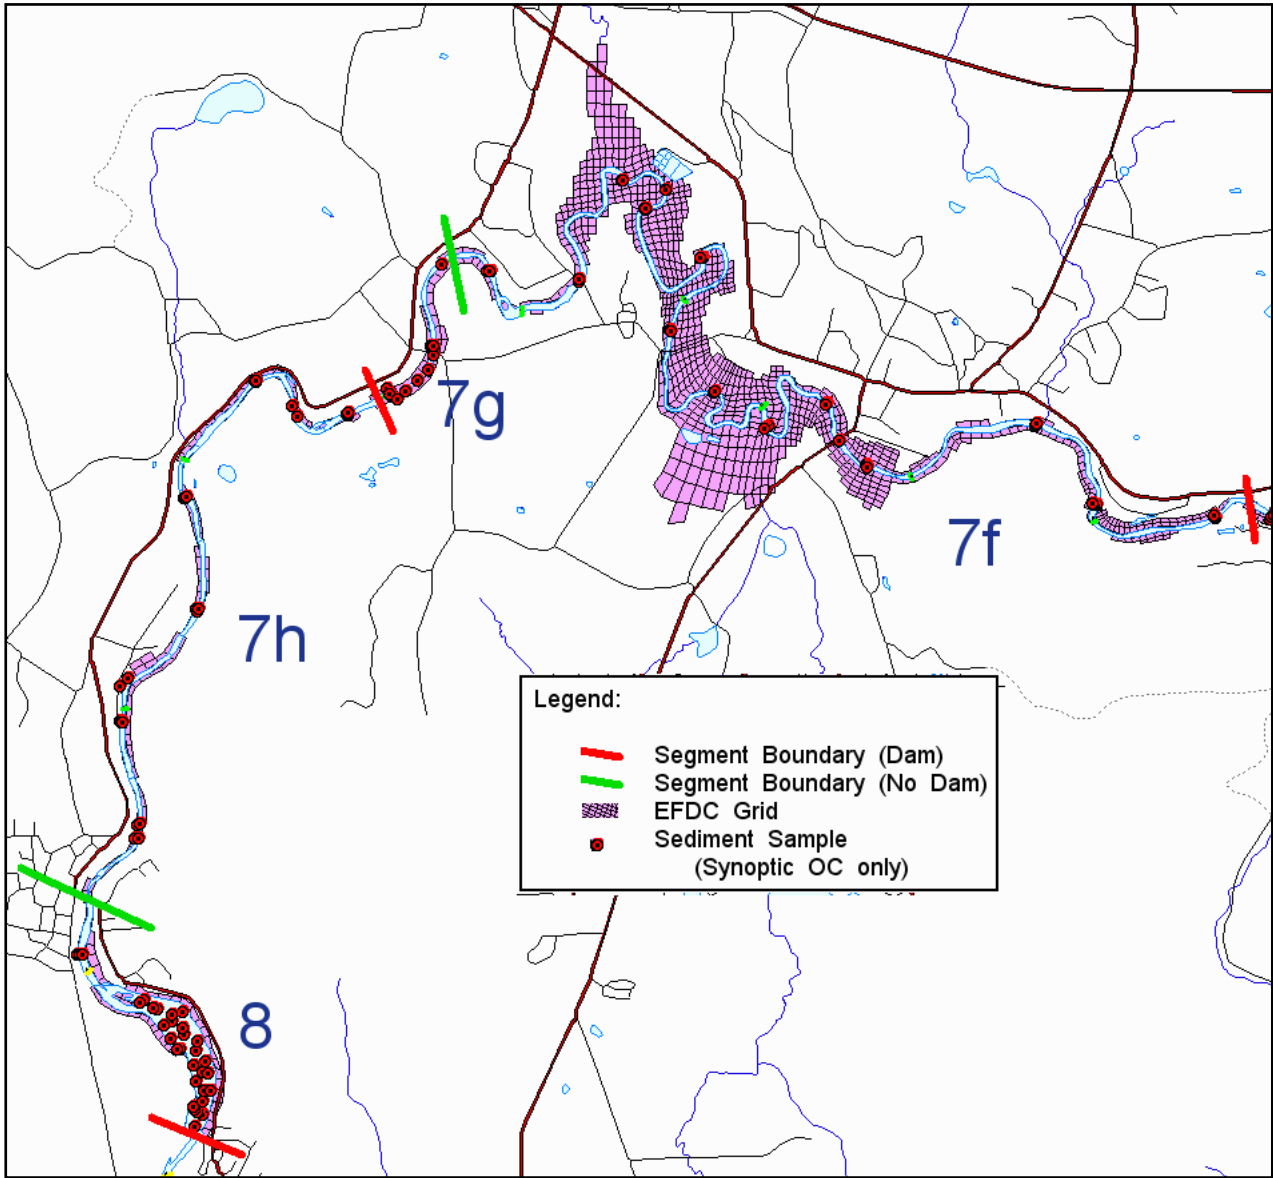 7g
7f
7h
Legend:
Segment Boundary (Dam)
Segment Boundary (No Dam)
EFDC Grid
Sediment Sample
(Synoptic OC only)
8